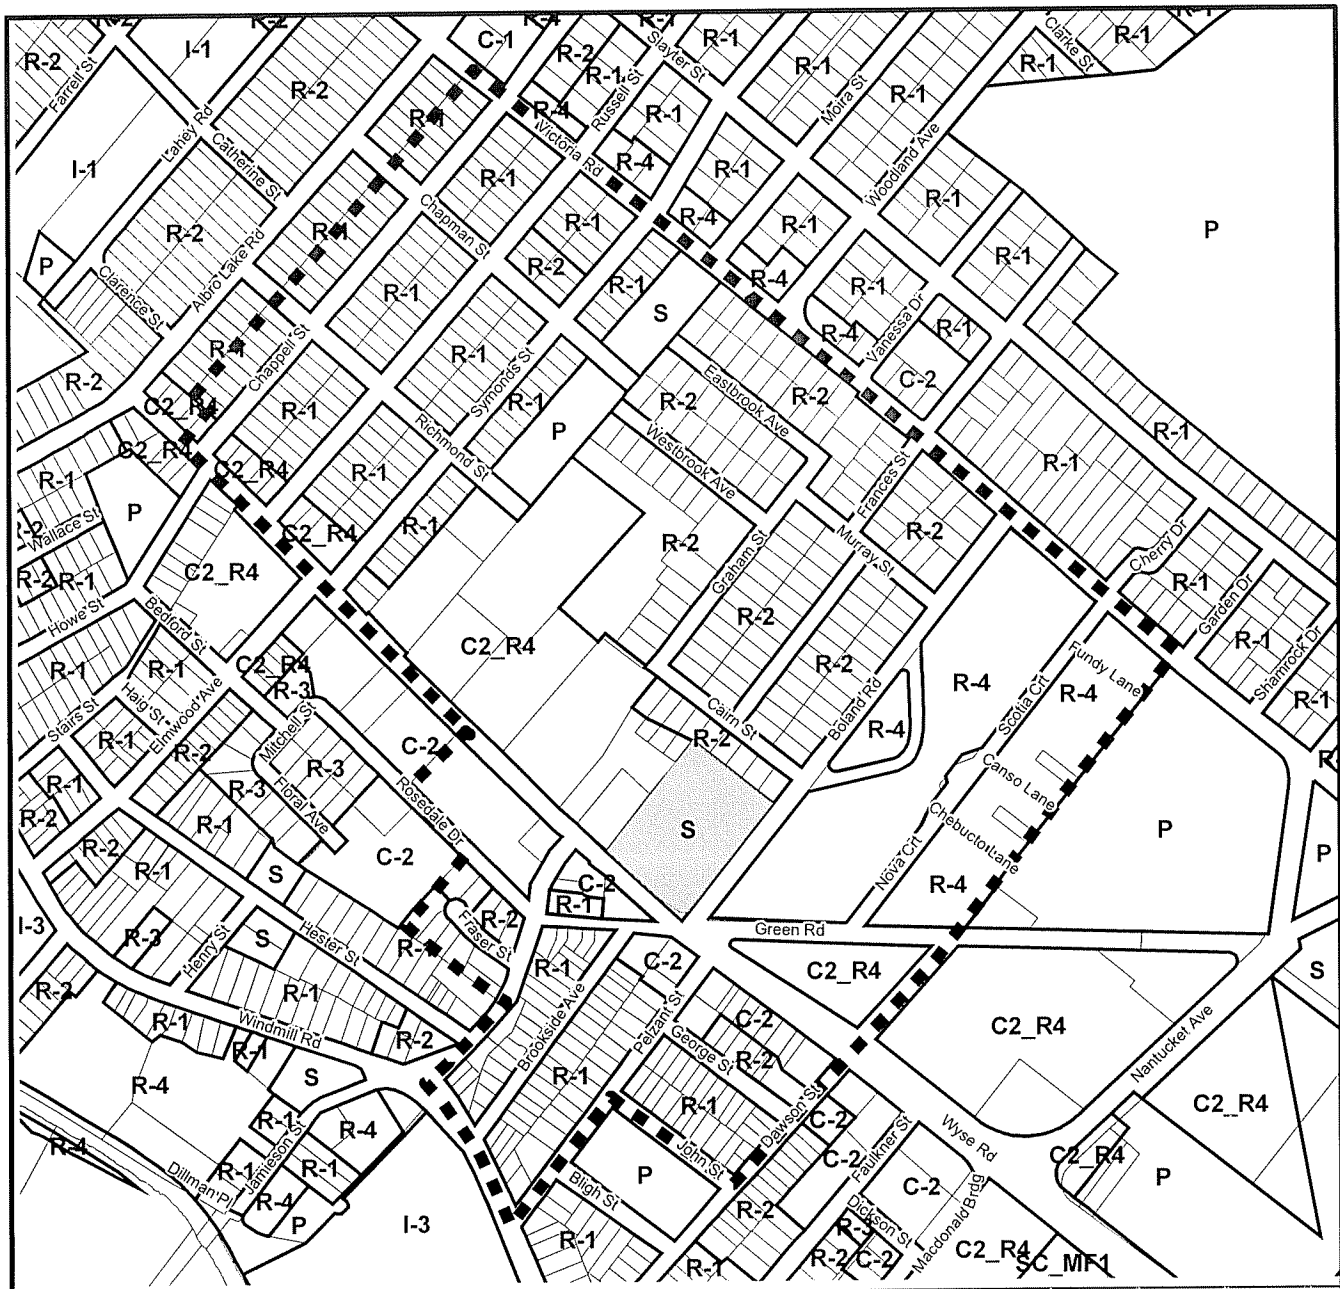 R-2
R-2
R-4
R-1
R-1
C-1
I-1
R-2
R-1
R-1
Clarke St
R-1
Slayter St
Farrell St
R-2
R-1
Russell St
R-1
Moira St
R-1
R-4
Victoria Rd
R-1
Lahey Rd
Catherine St
I-1
R-4
R-1
Woodland Ave
R-1
R-1
R-2
R-1
Chapman St
R-1
R-4
R-1
P
P
Albro Lake Rd
R-2
R-1
Clarence St
R-1
R-1
R-4
R-1
S
R-4
Vanessa Dr
R-1
R-1
Chappell St
R-1
Symonds St
R-2
C-2
Eastbrook Ave
R-2
C2_R4
R-1
R-1
R-2
Richmond St
P
Westbrook Ave
R-1
C2_R4
C2_R4
R-1
R-1
R-1
Frances St
P
R-2
Wallace St
C2_R4
R-1
R-2
R-2
Murray St
Cherry Dr
R-2
R-1
C2_R4
Graham St
R-1
Garden Dr
Howe St
Bedford St
R-2
C2_R4
R-1
Shamrock Dr
R-1
R-1
C2_R4
R-2
Fundy Lane
R-3
Haig St
Elmwood Ave
R-4
R-4
Scotia Crt
R-1
Stairs St
Mitchell St
Cairn St
Boland Rd
R-4
R-1
R-2
C-2
R-2
R-3
R-3
Canso Lane
R-1
Floral Ave
Rosedale Dr
R-2
R-1
Chebucto Lane
S
P
R-2
R-1
C-2
P
S
C-2
Nova Crt
R-4
R-1
R-2
I-3
Henry St
S
Hester St
Fraser St
Green Rd
R-3
R-1
R-1
C-2
C2_R4
S
R-2
R-1
Brookside Ave
Pelzant St
C-2
C2_R4
R-1
Windmill Rd
R-2
George St
R-2
Nantucket Ave
R-1
S
R-1
R-4
R-1
Dawson St
C-2
Wyse Rd
C2_R4
R-1
R-4
R-4
C2_R4
John St
C-2
Faulkner St
R-1
Jamieson St
R-1
Dillman Pl
Bligh St
P
C-2
P
R-4
P
R-2
Dickson St
I-3
R-3
R-1
Macdonald Brdg
C2_R4
SC_MF1
R-1
R-2
C-2